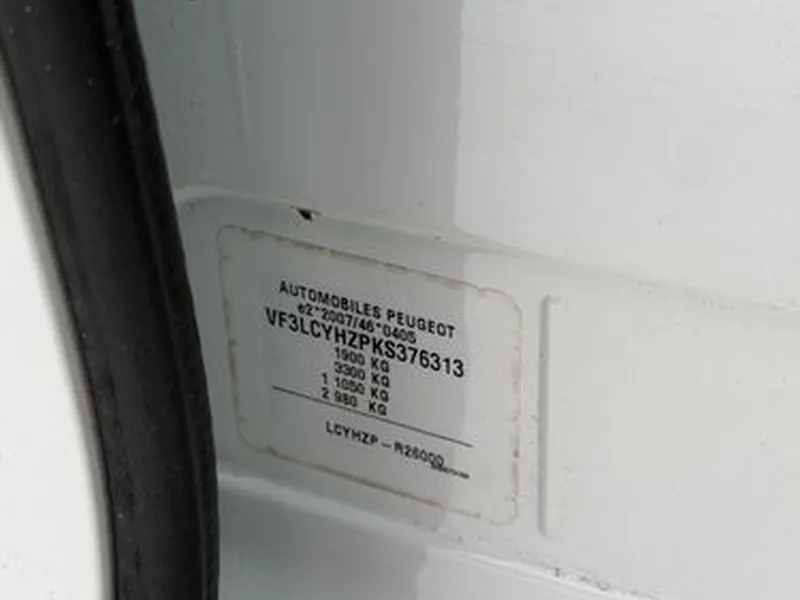 AUTOMOBILES PEUGEOT
e2*2007/46*0405
VF3LCYHZPKS376313
1900 KG
3300 KG
1 1050 KG
2 980 KG
LCYHZP - R26000